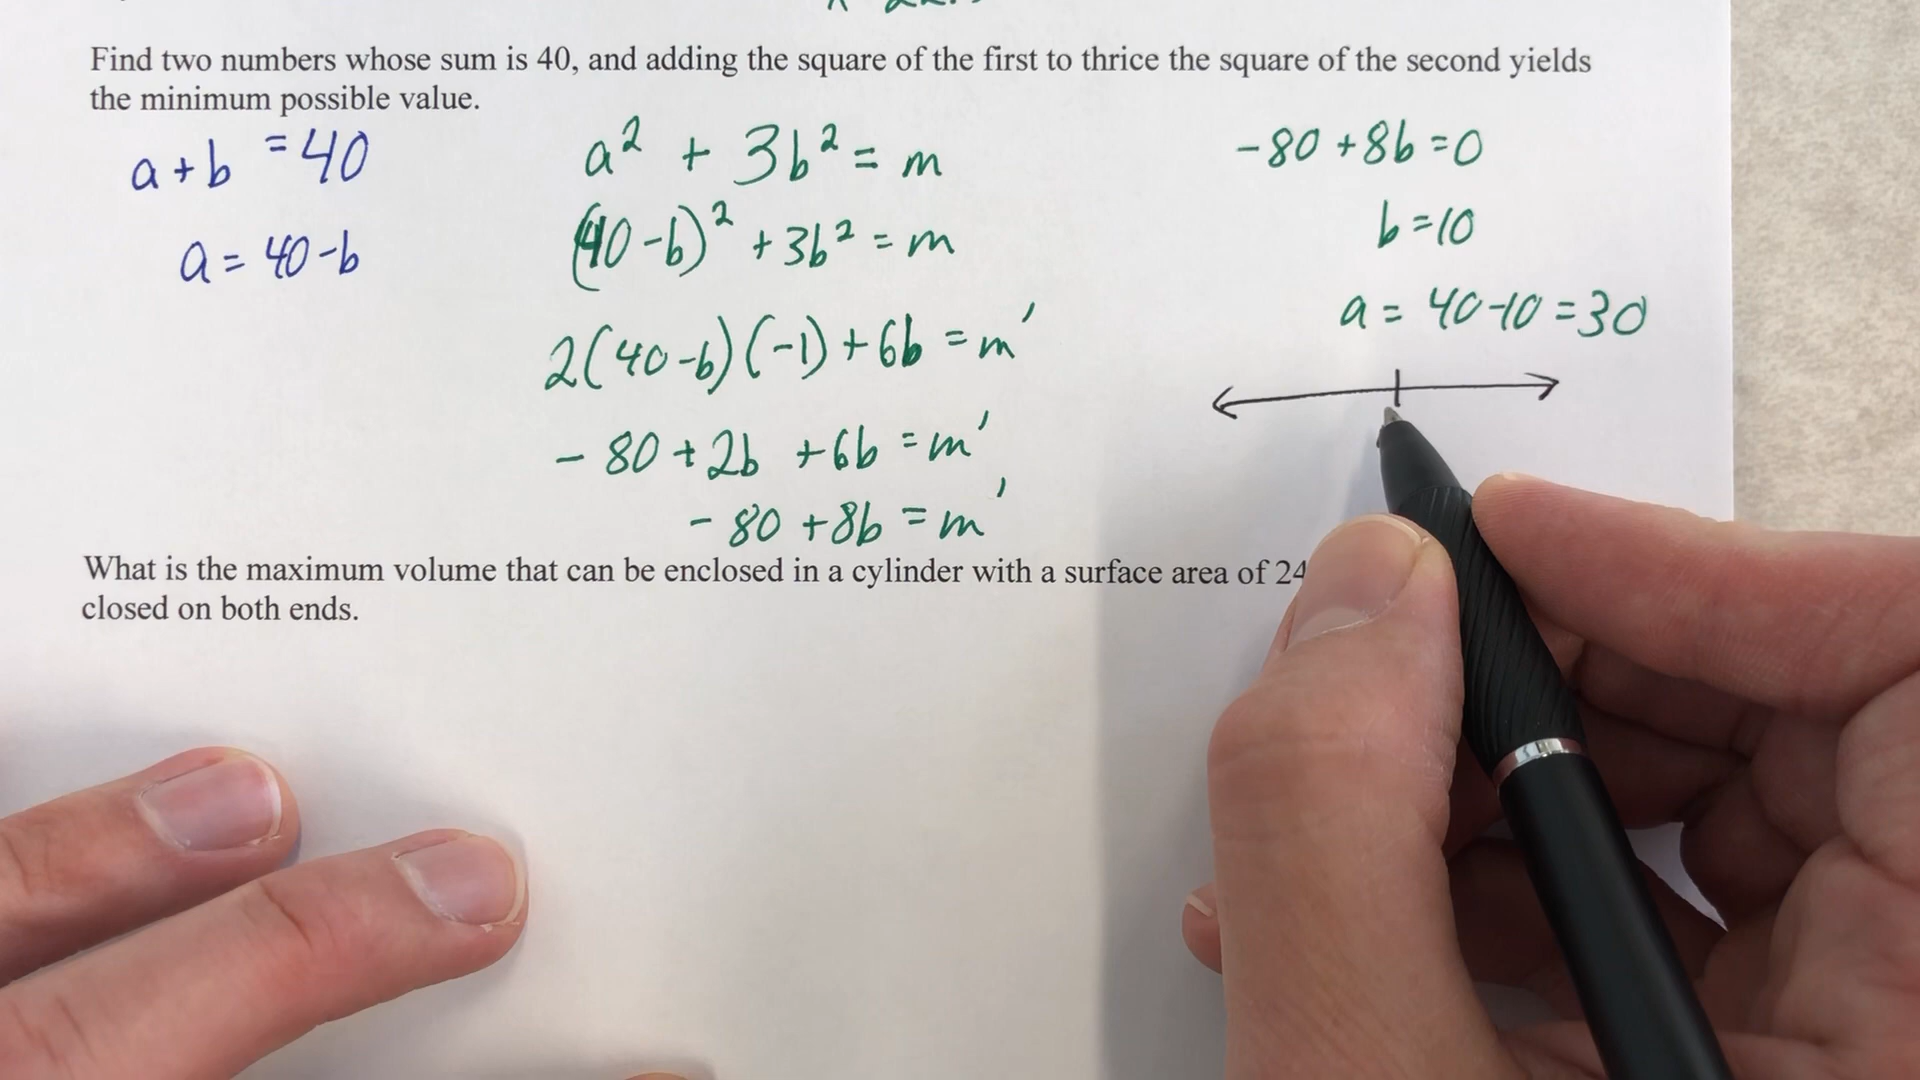 Find two numbers whose sum is 40, and adding the square of the first to thrice the square of the second yields
the minimum possible value.
a + b = 40
a = 40 - b
a² + 3b² = m
(40 - b)² + 3b² = m
2(40 - b)(-1) + 6b = m'
- 80 + 2b + 6b = m'
- 80 + 8b = m'
- 80 + 8b = 0
b = 10
a = 40 - 10 = 30
What is the maximum volume that can be enclosed in a cylinder with a surface area of 24
closed on both ends.